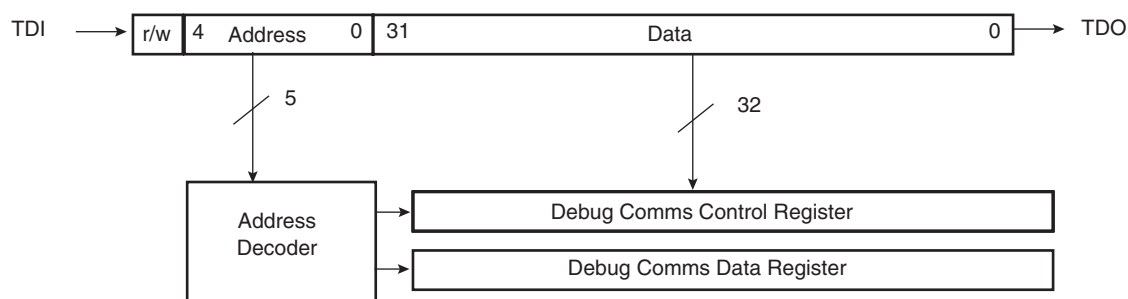 TDI r/w 4 Address 0 31 Data 0 TDO
5 32
Address
Decoder
Debug Comms Control Register
Debug Comms Data Register